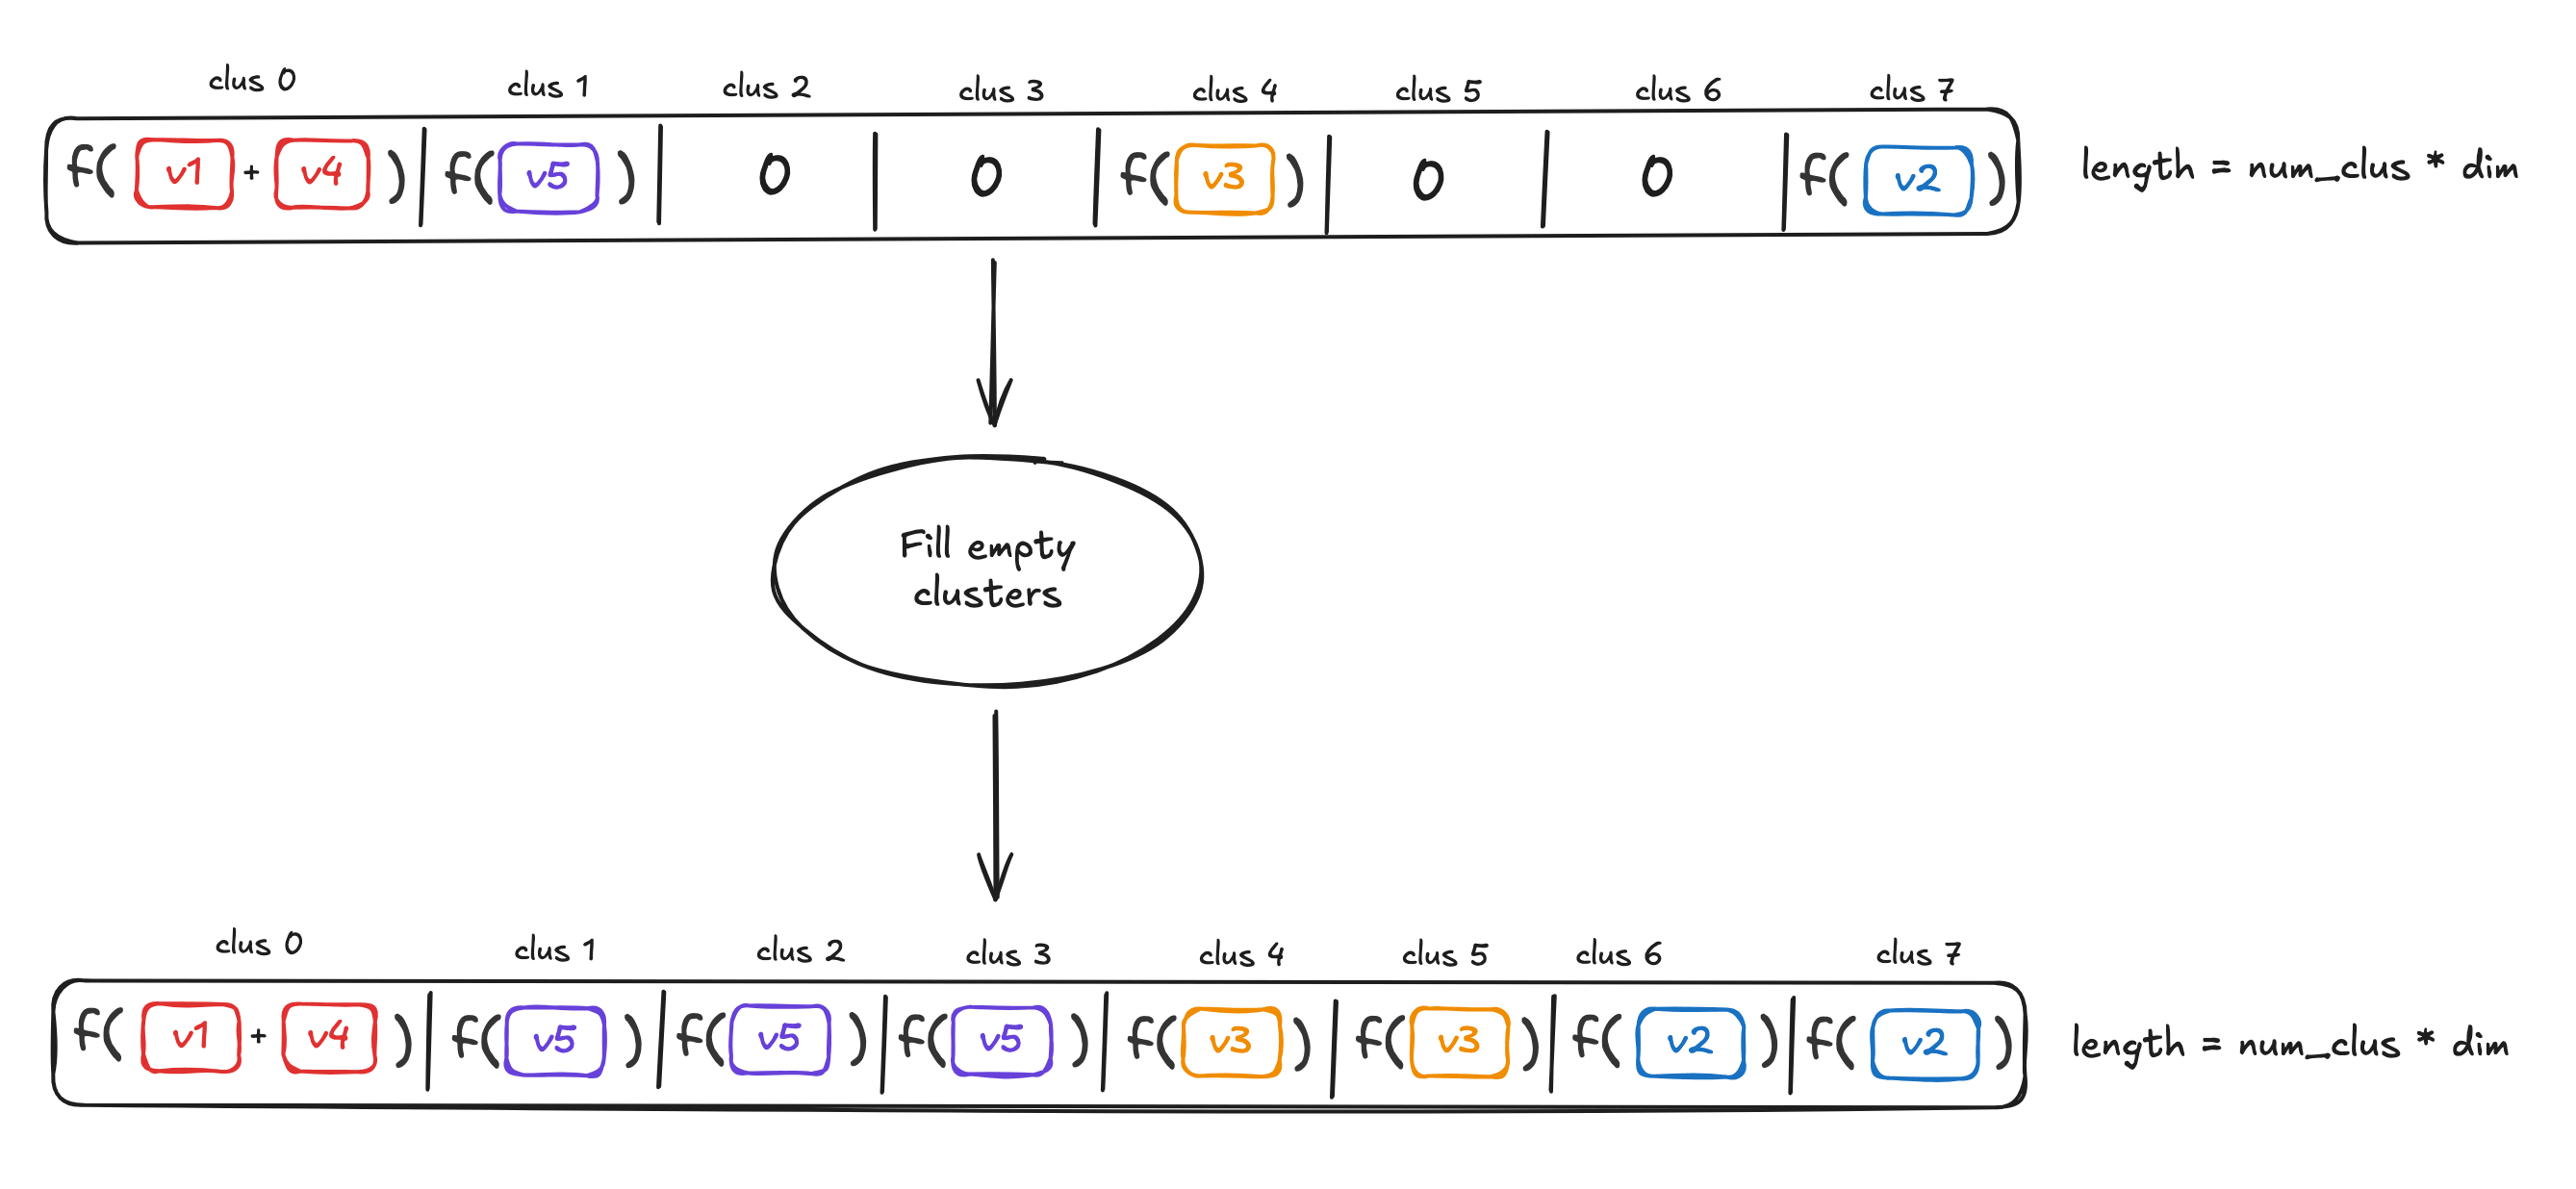 clus 0 clus 1 clus 2 clus 3 clus 4 clus 5 clus 6 clus 7
f( v1 + v4 ) f( v5 ) 0 0 f( v3 ) 0 0 f( v2 ) length = num_clus * dim
Fill empty
clusters
clus 0 clus 1 clus 2 clus 3 clus 4 clus 5 clus 6 clus 7
f( v1 + v4 ) f( v5 ) f( v5 ) f( v5 ) f( v3 ) f( v3 ) f( v2 ) f( v2 ) length = num_clus * dim